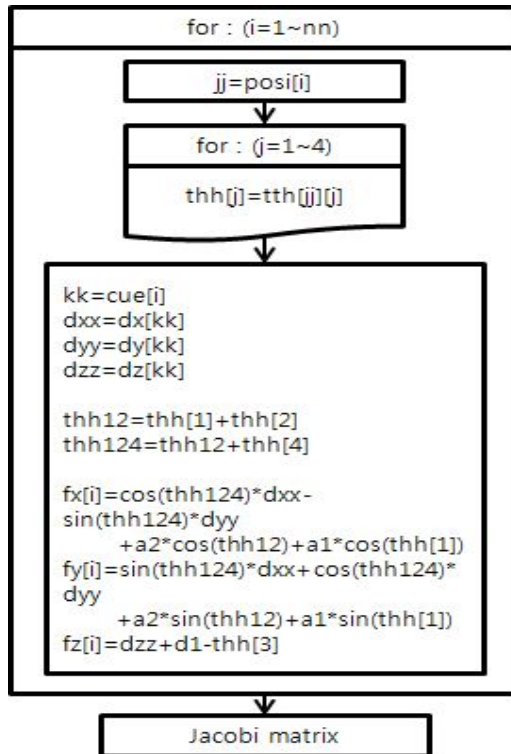 for : (i=1~nn)
jj=posi[i]
for : (j=1~4)
thh[j]=tth[jj][j]
kk=cue[i]
dxx=dx[kk]
dyy=dy[kk]
dzz=dz[kk]
thh12=thh[1]+thh[2]
thh124=thh12+thh[4]
fx[i]=cos(thh124)*dxx-
sin(thh124)*dyy
+a2*cos(thh12)+a1*cos(thh[1])
fy[i]=sin(thh124)*dxx+cos(thh124)*
dyy
+a2*sin(thh12)+a1*sin(thh[1])
fz[i]=dzz+d1-thh[3]
Jacobi matrix